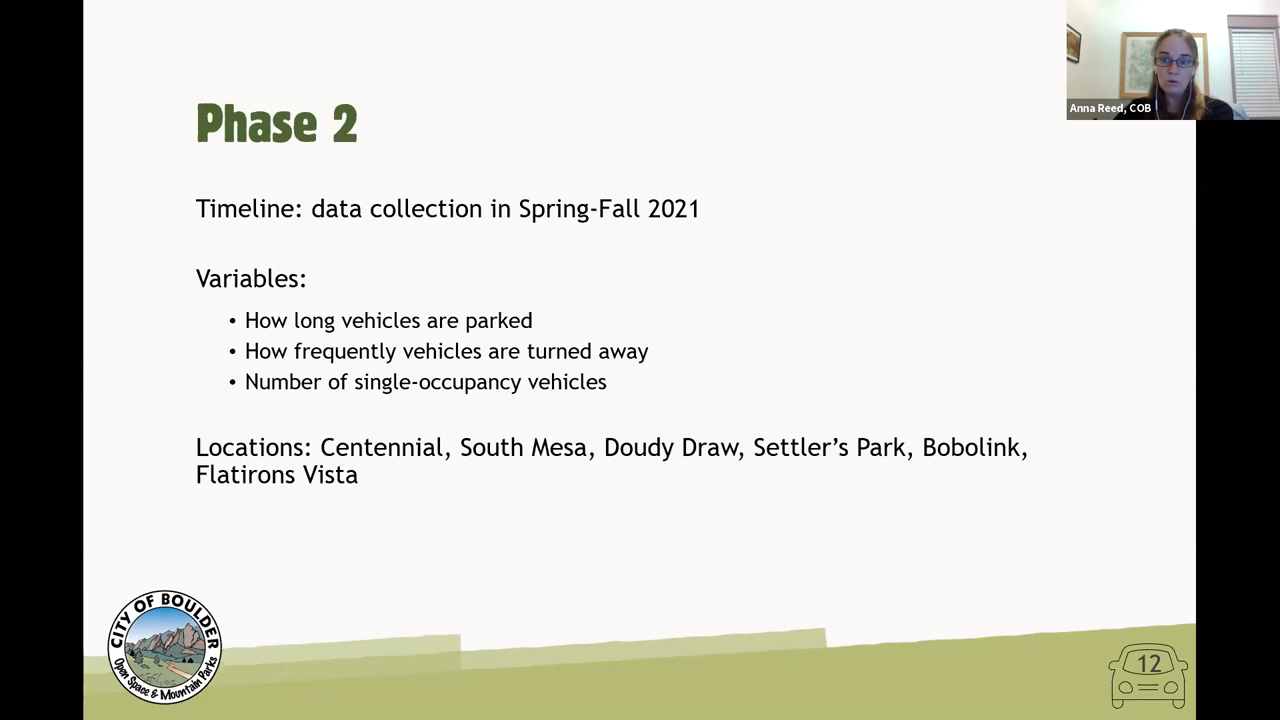 Phase 2
Anna Reed, COB
Timeline: data collection in Spring-Fall 2021
Variables:
• How long vehicles are parked
• How frequently vehicles are turned away
• Number of single-occupancy vehicles
Locations: Centennial, South Mesa, Doudy Draw, Settler’s Park, Bobolink,
Flatirons Vista
CITY OF BOULDER
Open Space & Mountain Parks
12